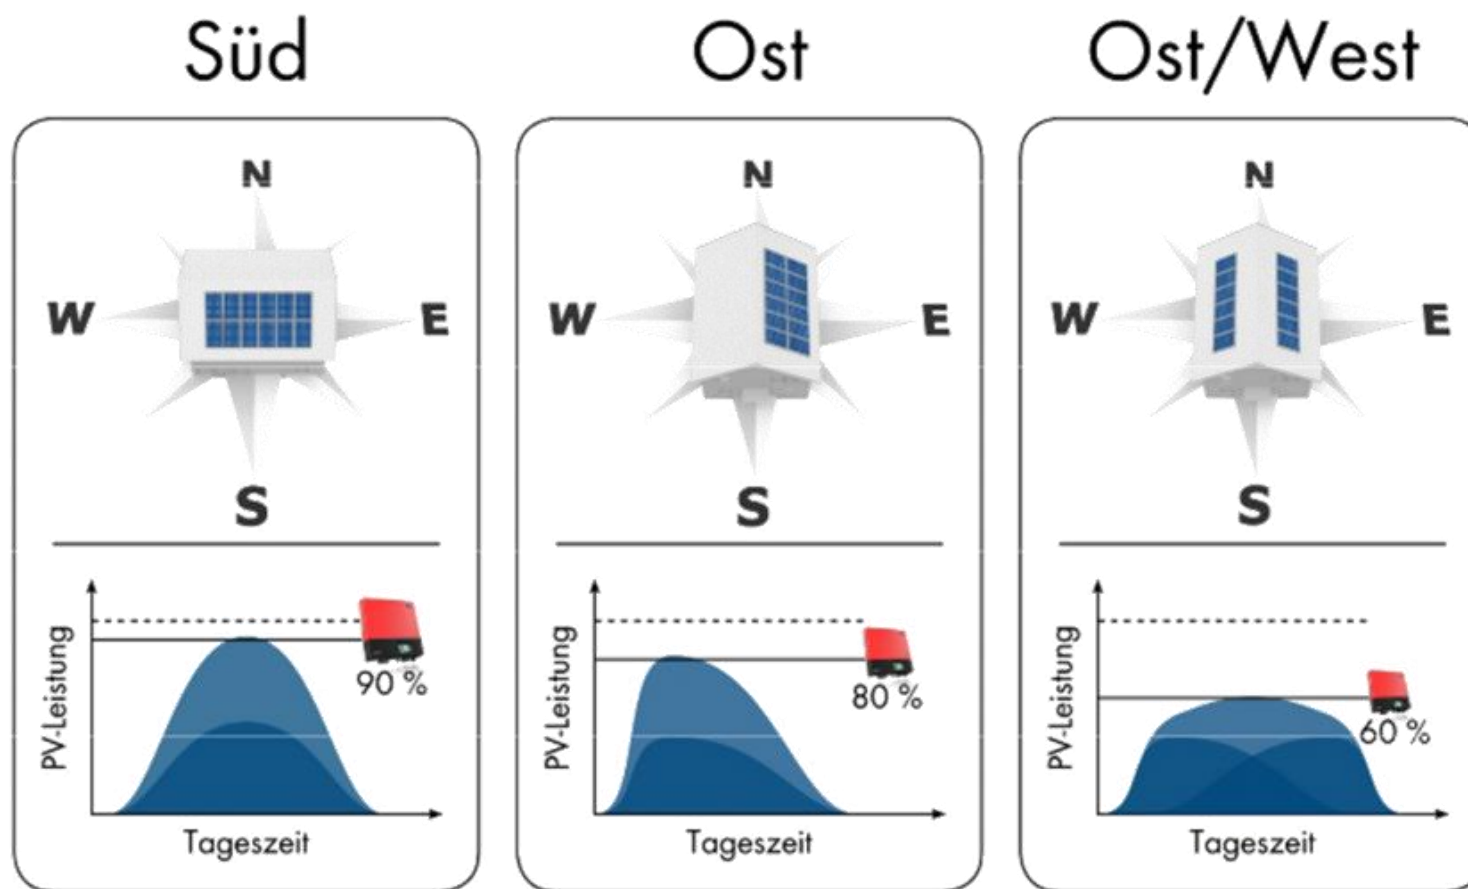 Süd
Ost
Ost/West
N
W
E
S
N
W
E
S
N
W
E
S
PV-Leistung
90 %
Tageszeit
PV-Leistung
80 %
Tageszeit
PV-Leistung
60 %
Tageszeit